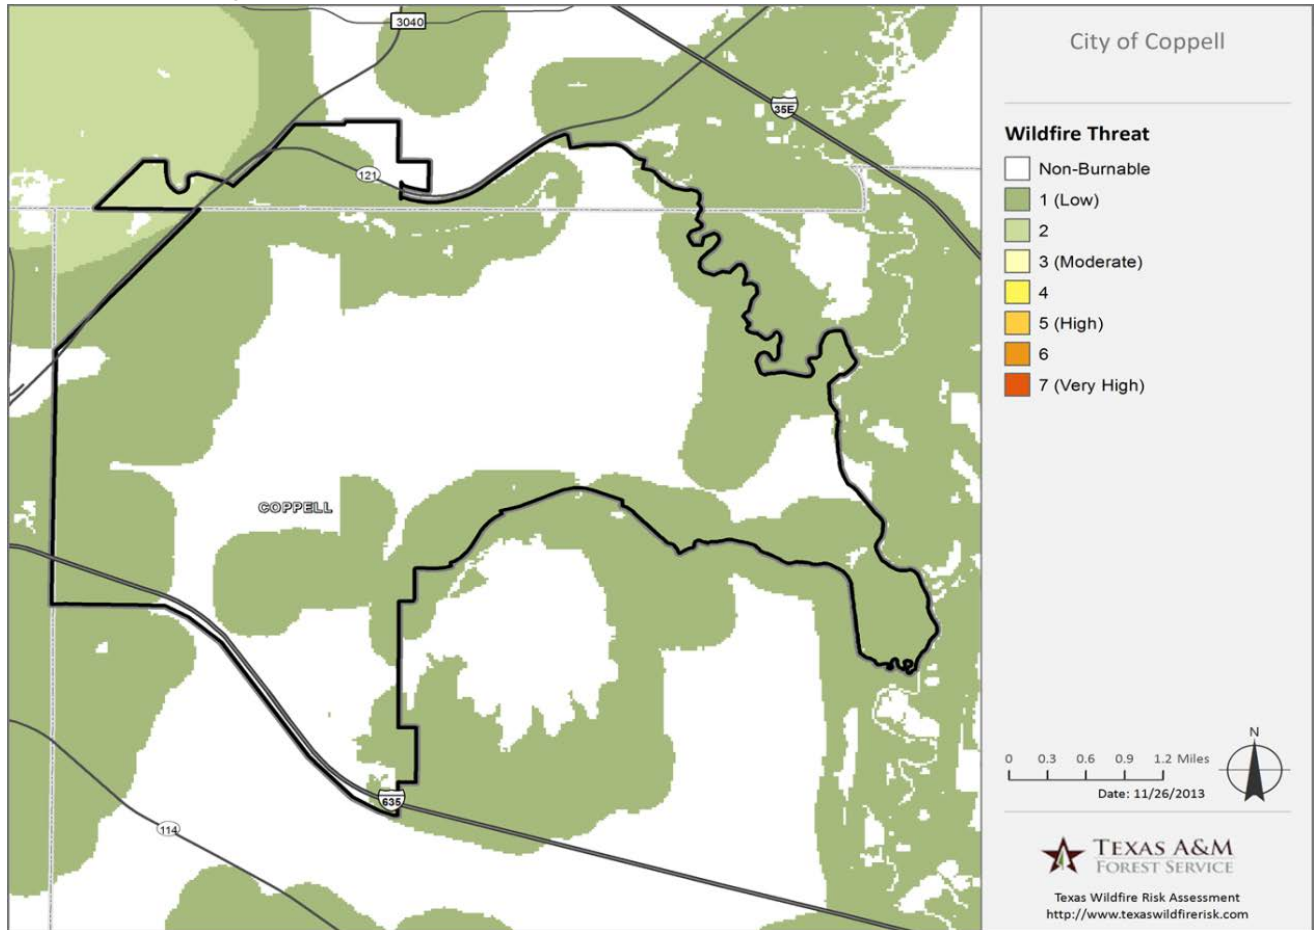 3040
35E
121
COPPELL
635
114
City of Coppell
Wildfire Threat
Non-Burnable
1 (Low)
2
3 (Moderate)
4
5 (High)
6
7 (Very High)
N
0 0.3 0.6 0.9 1.2 Miles
Date: 11/26/2013
TEXAS A&M
FOREST SERVICE
Texas Wildfire Risk Assessment
http://www.texaswildfirerisk.com